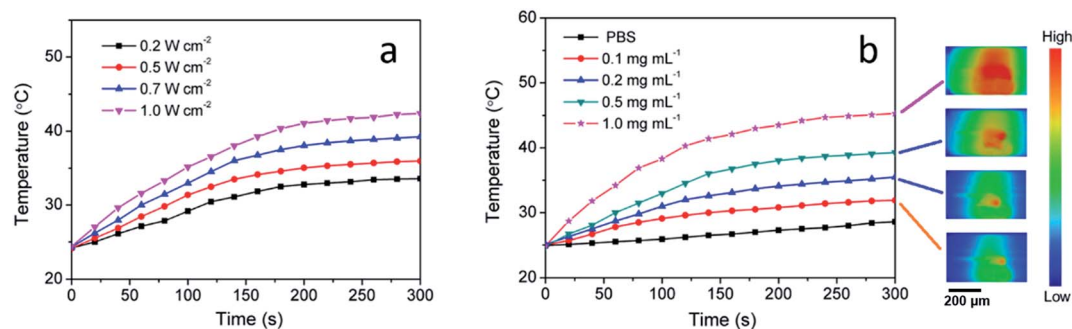 a
0.2 W cm⁻²
0.5 W cm⁻²
0.7 W cm⁻²
1.0 W cm⁻²
50
40
30
20
Temperature (°C)
0 50 100 150 200 250 300
Time (s)
b
PBS
0.1 mg mL⁻¹
0.2 mg mL⁻¹
0.5 mg mL⁻¹
1.0 mg mL⁻¹
60
50
40
30
20
Temperature (°C)
0 50 100 150 200 250 300
Time (s)
High
Low
200 µm